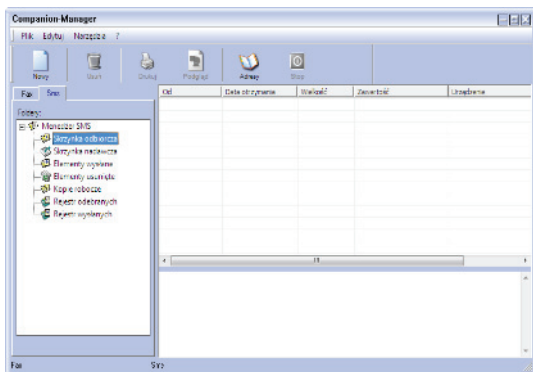 Companion-Manager
Plik Edytuj Narzędzia ?
Nowy Usuń Drukuj Podgląd Adresy Stop
Fax Sms
Foldery:
Menedżer SMS
Skrzynka odbiorcza
Skrzynka nadawcza
Elementy wysłane
Elementy usunięte
Kopie robocze
Rejestr odebranych
Rejestr wysłanych
Od Data otrzymania Wielkość Zawartość Urządzenie
Fax Sms